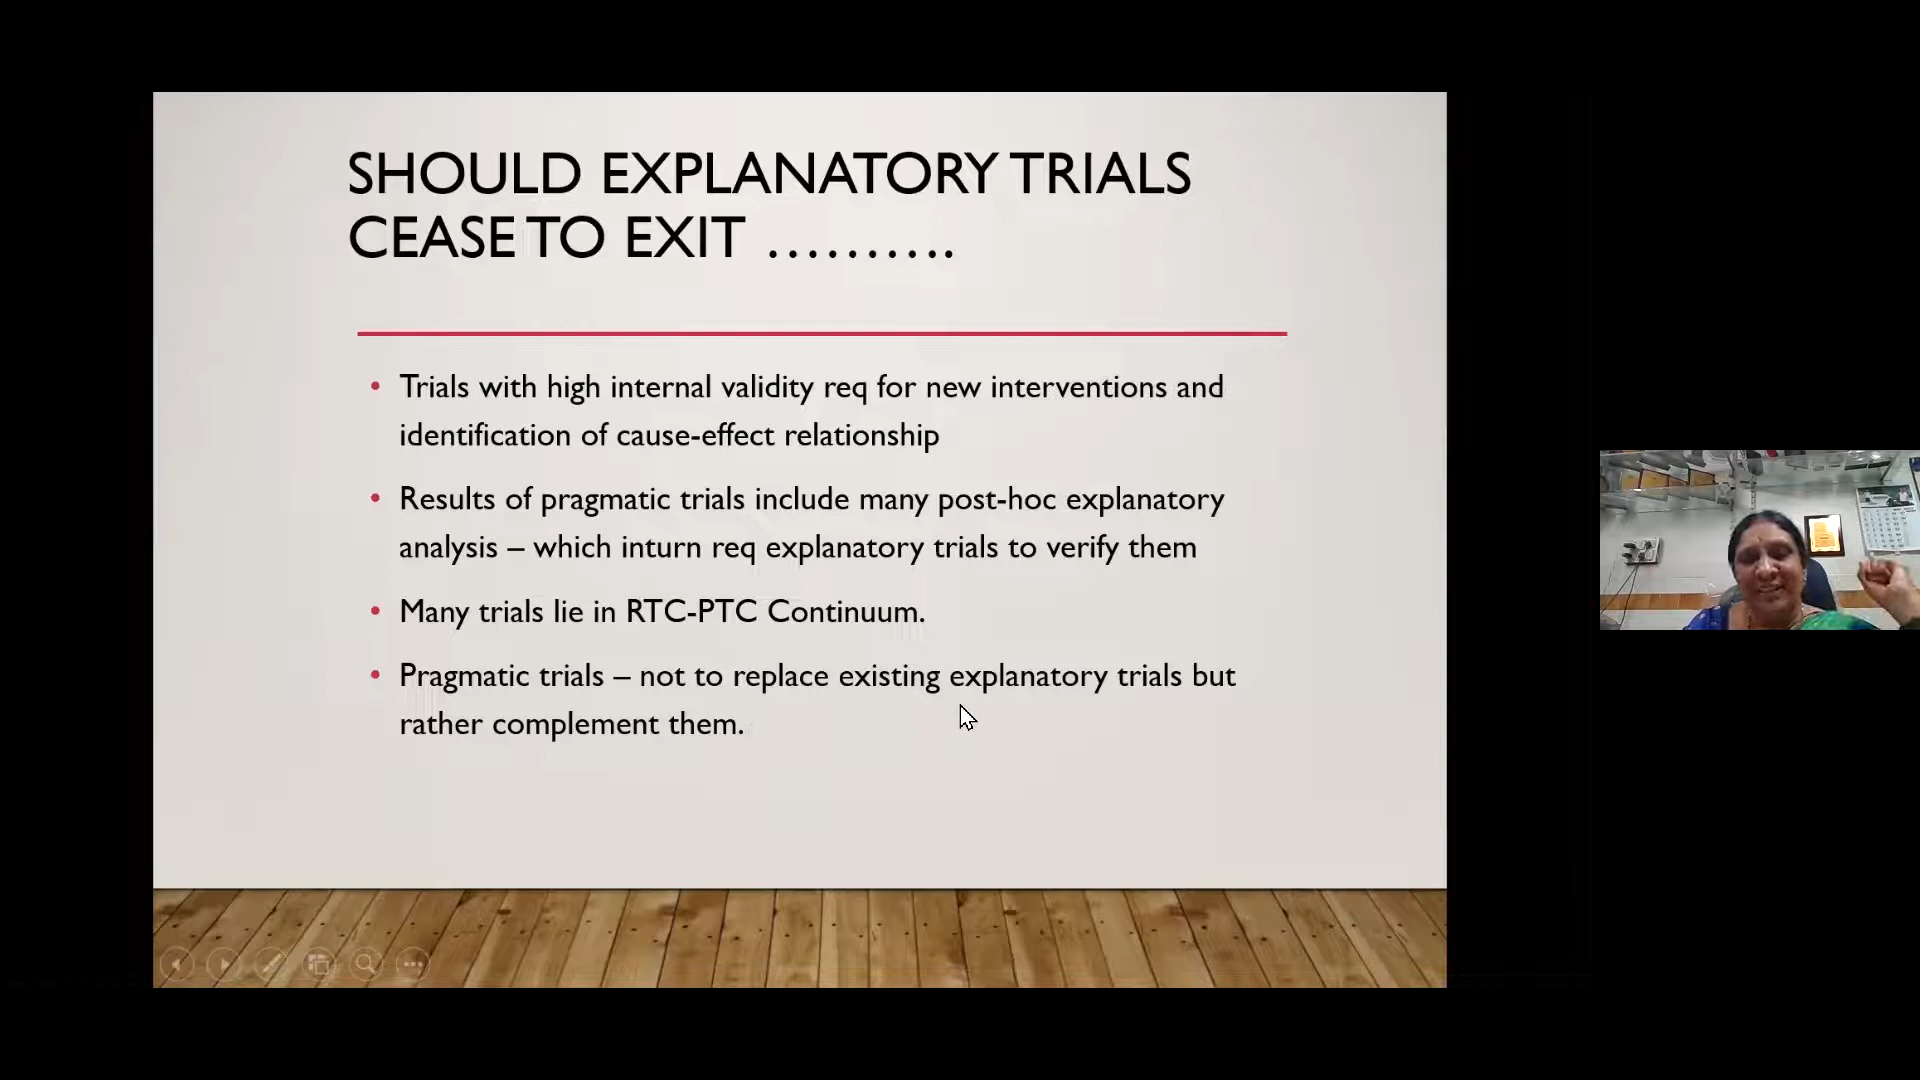 SHOULD EXPLANATORY TRIALS
CEASE TO EXIT ……….
• Trials with high internal validity req for new interventions and
identification of cause-effect relationship
• Results of pragmatic trials include many post-hoc explanatory
analysis – which inturn req explanatory trials to verify them
• Many trials lie in RTC-PTC Continuum.
• Pragmatic trials – not to replace existing explanatory trials but
rather complement them.